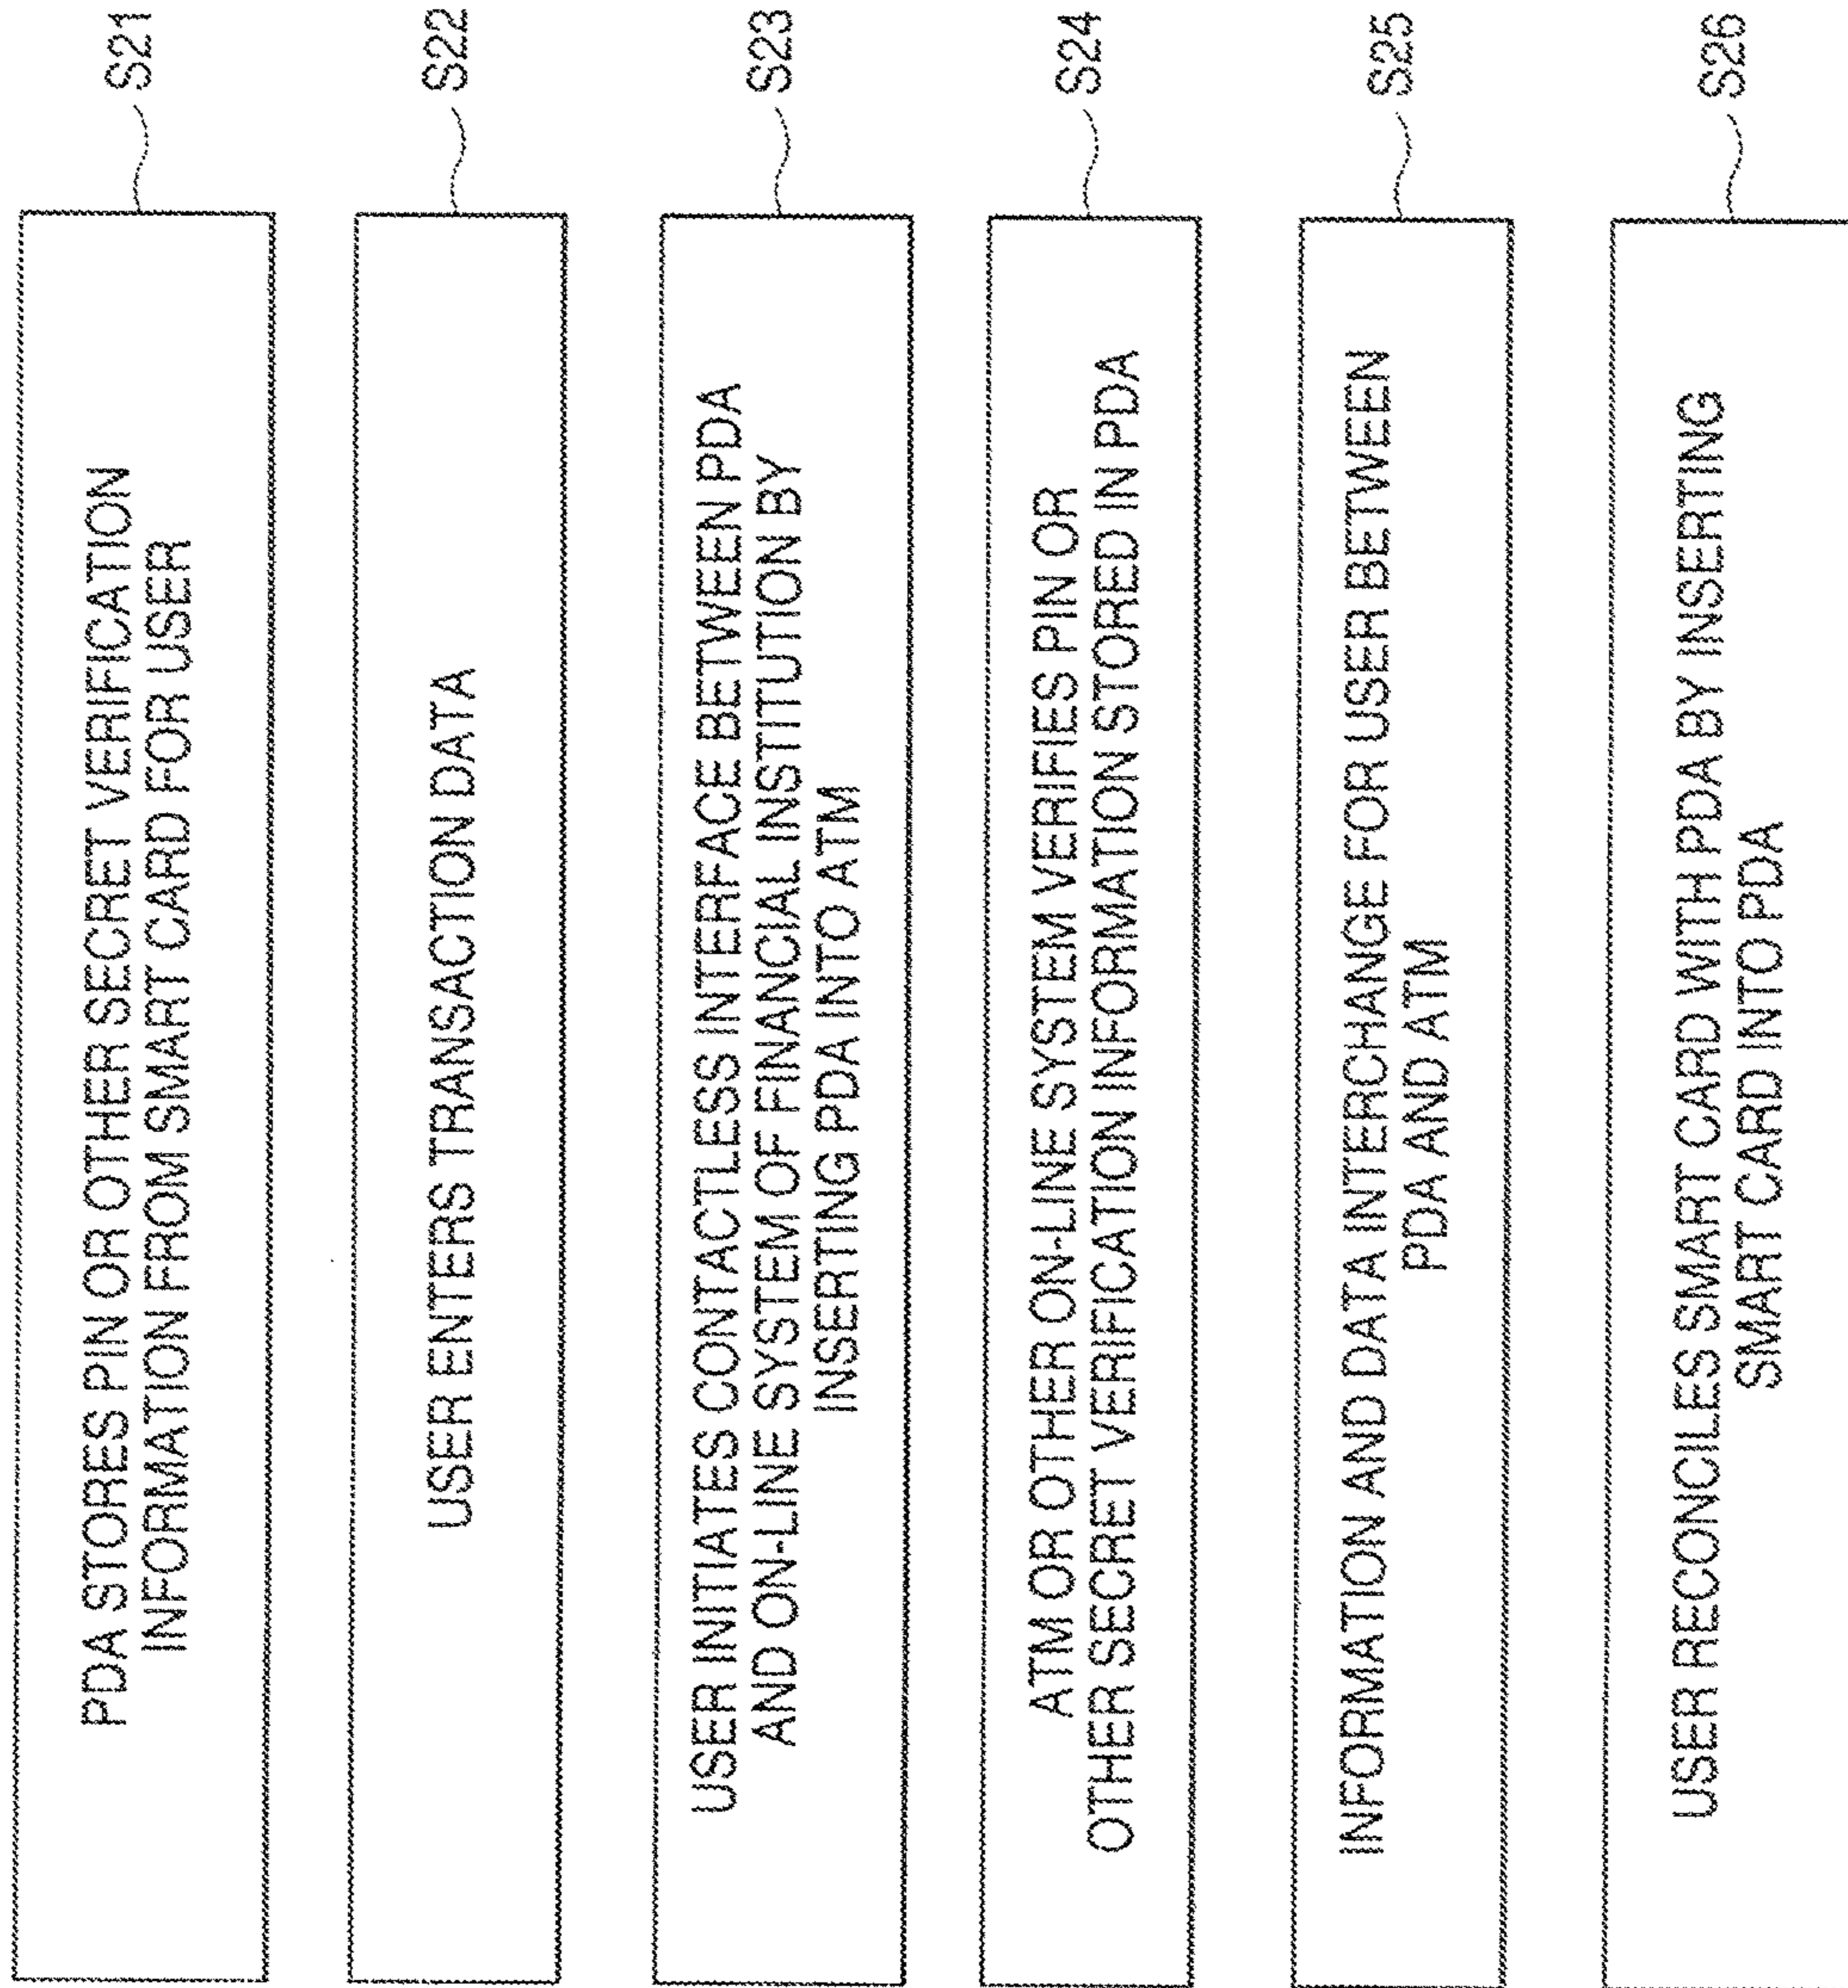 PDA STORES PIN OR OTHER SECRET VERIFICATION
INFORMATION FROM SMART CARD FOR USER
S21
USER ENTERS TRANSACTION DATA
S22
USER INITIATES CONTACTLESS INTERFACE BETWEEN PDA
AND ON-LINE SYSTEM OF FINANCIAL INSTITUTION BY
INSERTING PDA INTO ATM
S23
ATM OR OTHER ON-LINE SYSTEM VERIFIES PIN OR
OTHER SECRET VERIFICATION INFORMATION STORED IN PDA
S24
INFORMATION AND DATA INTERCHANGE FOR USER BETWEEN
PDA AND ATM
S25
USER RECONCILES SMART CARD WITH PDA BY INSERTING
SMART CARD INTO PDA
S26